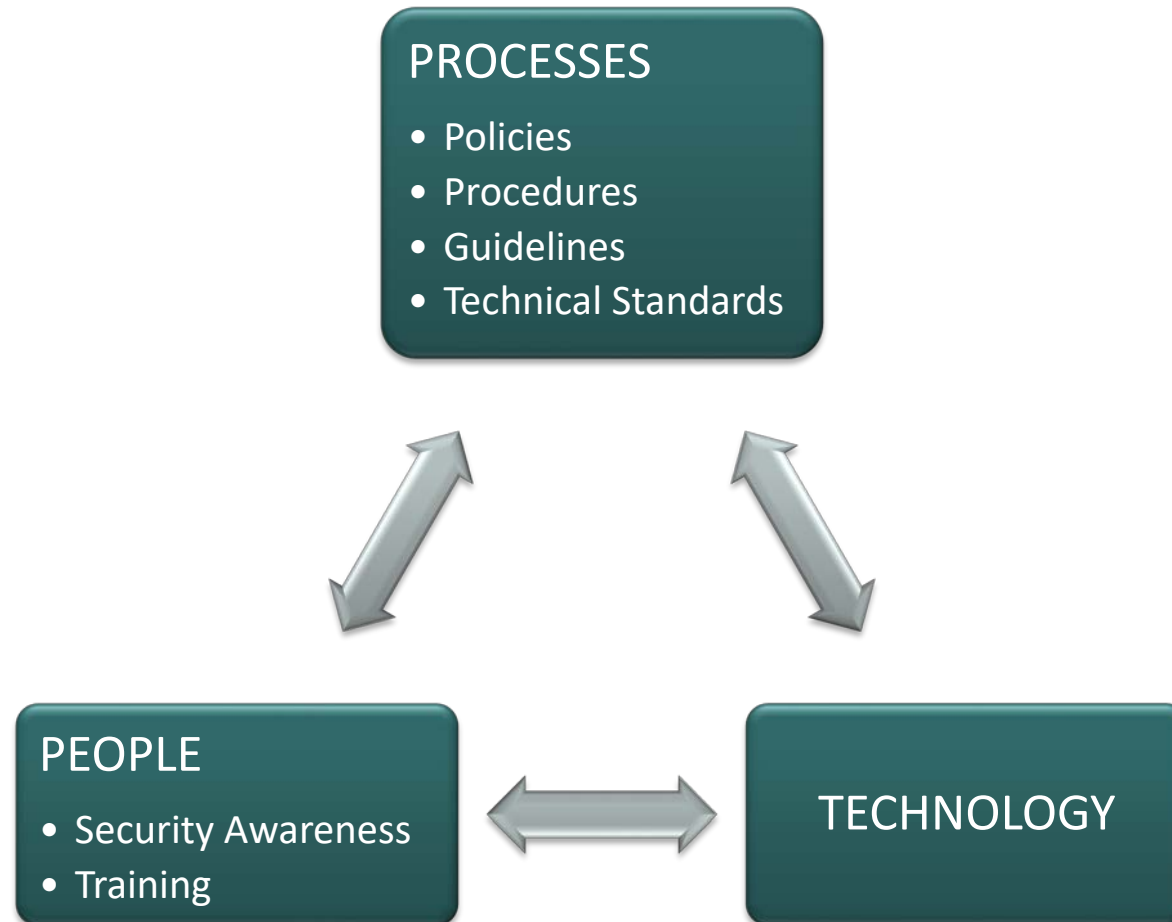 PROCESSES
• Policies
• Procedures
• Guidelines
• Technical Standards
PEOPLE
• Security Awareness
• Training
TECHNOLOGY